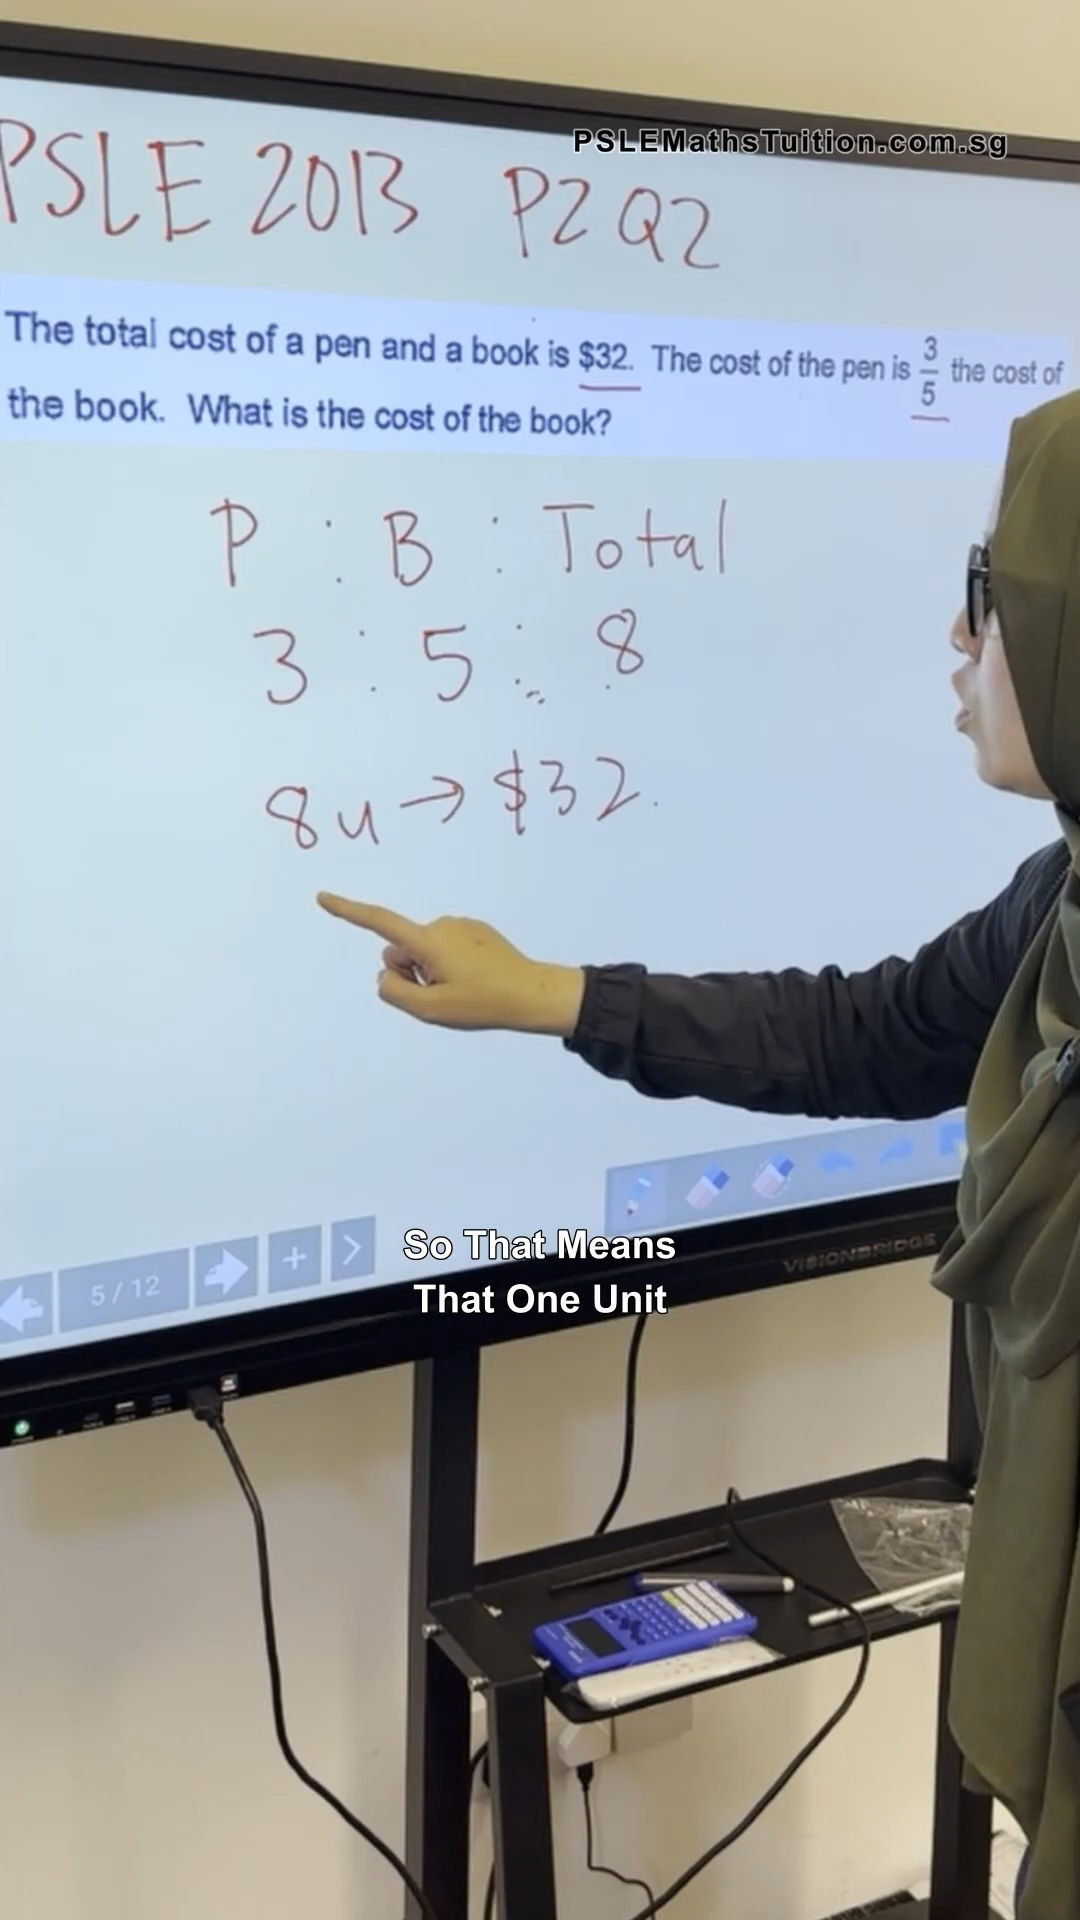 PSLEMathsTuition.com.sg
PSLE 2013 P2 Q2
The total cost of a pen and a book is $32. The cost of the pen is 3/5 the cost of
the book. What is the cost of the book?
P : B : Total
3 : 5 : 8
8u → $32
So That Means
That One Unit
5 / 12
VISIONBRIDGE